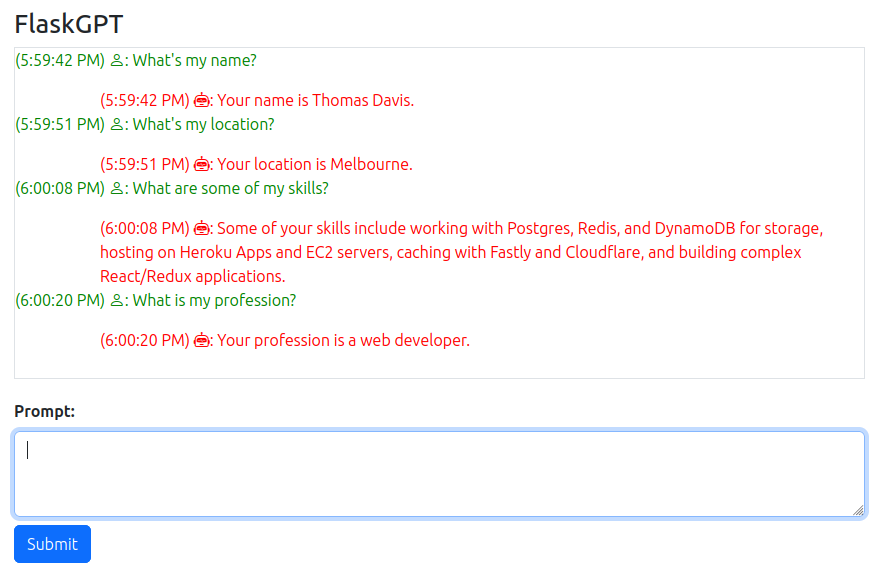 FlaskGPT
(5:59:42 PM) : What's my name?
(5:59:42 PM) : Your name is Thomas Davis.
(5:59:51 PM) : What's my location?
(5:59:51 PM) : Your location is Melbourne.
(6:00:08 PM) : What are some of my skills?
(6:00:08 PM) : Some of your skills include working with Postgres, Redis, and DynamoDB for storage,
hosting on Heroku Apps and EC2 servers, caching with Fastly and Cloudflare, and building complex
React/Redux applications.
(6:00:20 PM) : What is my profession?
(6:00:20 PM) : Your profession is a web developer.
Prompt:
Submit